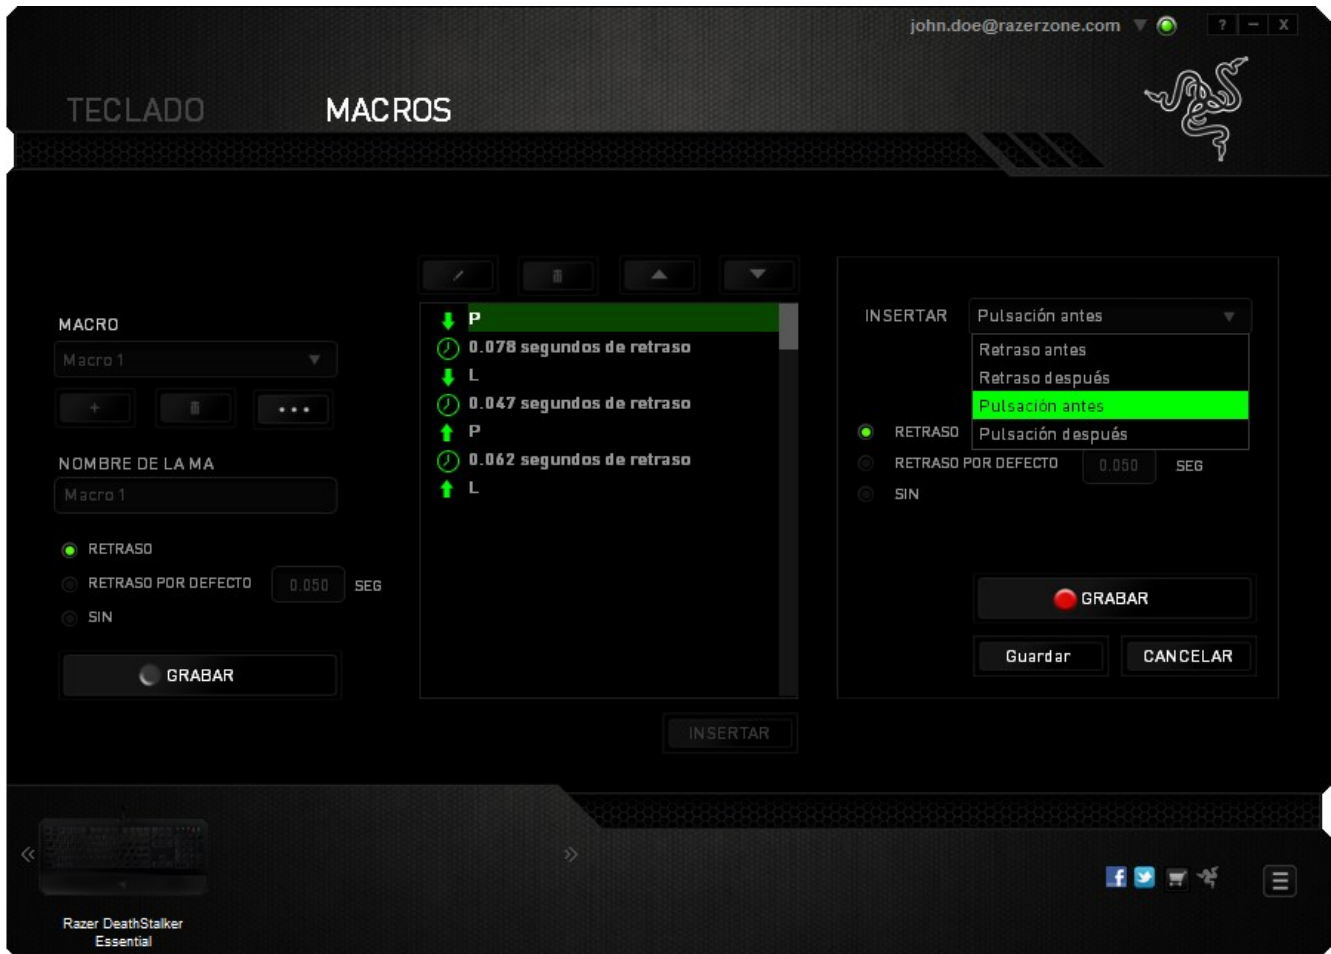 john.doe@razerzone.com
? – X
TECLADO MACROS
MACRO
Macro 1
+
...
NOMBRE DE LA MA
Macro 1
RETRASO
RETRASO POR DEFECTO 0.050 SEG
SIN
GRABAR
P
0.078 segundos de retraso
L
0.047 segundos de retraso
P
0.062 segundos de retraso
L
INSERTAR
INSERTAR Pulsación antes
Retraso antes
Retraso después
Pulsación antes
Pulsación después
RETRASO
RETRASO POR DEFECTO 0.050 SEG
SIN
GRABAR
Guardar CANCELAR
Razer DeathStalker
Essential